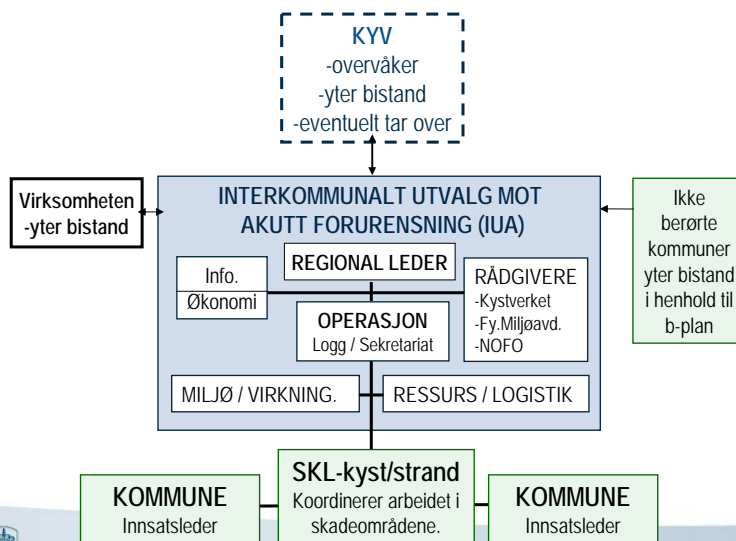 KYV
-overvåker
-yter bistand
-eventuelt tar over
Virksomheten
-yter bistand
INTERKOMMUNALT UTVALG MOT
AKUTT FORURENSNING (IUA)
Ikke
berørte
kommuner
yter bistand
i henhold til
b-plan
REGIONAL LEDER
Info.
Økonomi
RÅDGIVERE
-Kystverket
-Fy.Miljøavd.
-NOFO
OPERASJON
Logg / Sekretariat
MILJØ / VIRKNING.
RESSURS / LOGISTIK
SKL-kyst/strand
Koordinerer arbeidet i
skadeområdene.
KOMMUNE
Innsatsleder
KOMMUNE
Innsatsleder